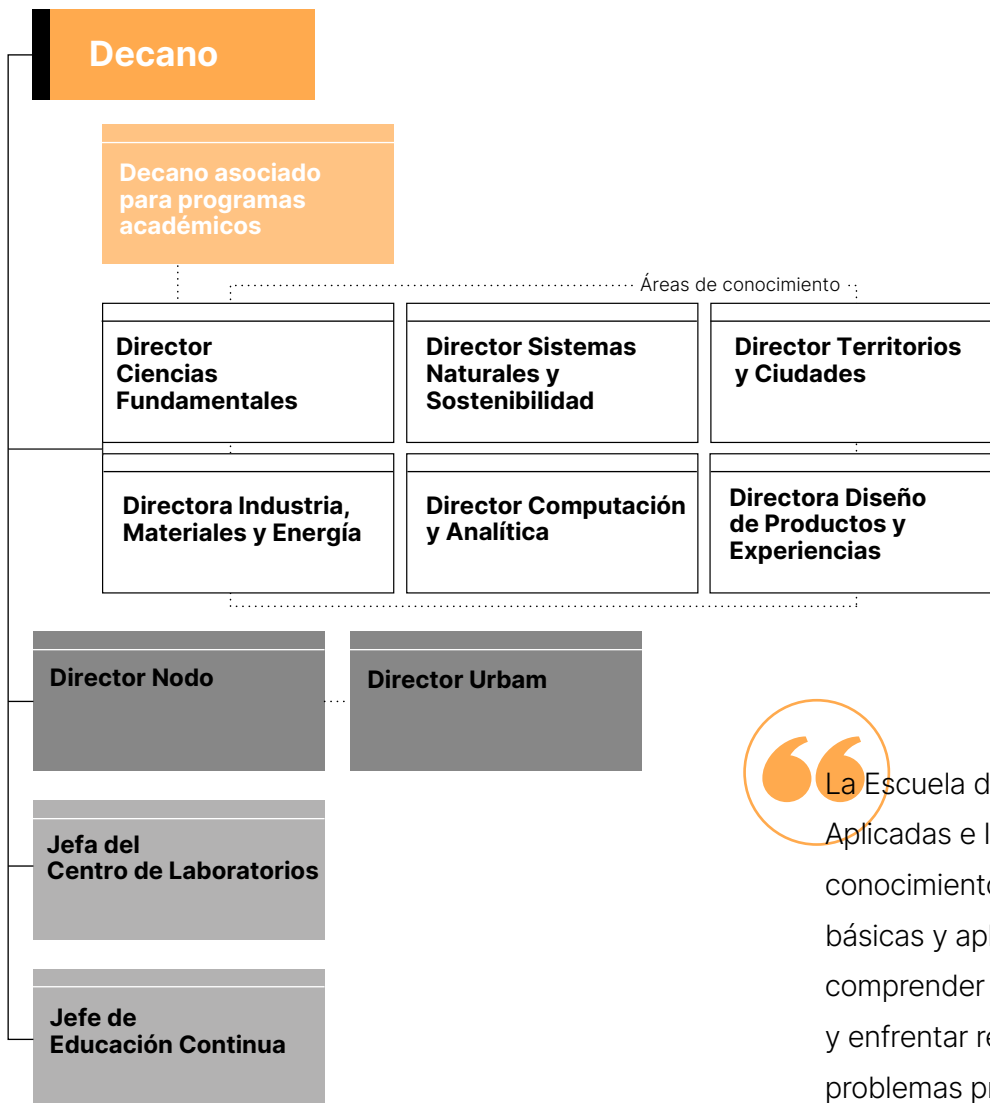 Decano
Decano asociado
para programas
académicos
Áreas de conocimiento
Director
Ciencias
Fundamentales
Director Sistemas
Naturales y
Sostenibilidad
Director Territorios
y Ciudades
Directora Industria,
Materiales y Energía
Director Computación
y Analítica
Directora Diseño
de Productos y
Experiencias
Director Nodo
Director Urbam
Jefa del
Centro de Laboratorios
Jefe de
Educación Continua
La Escuela
Aplicadas e
básicas y
comprender
y enfrentar
problemas